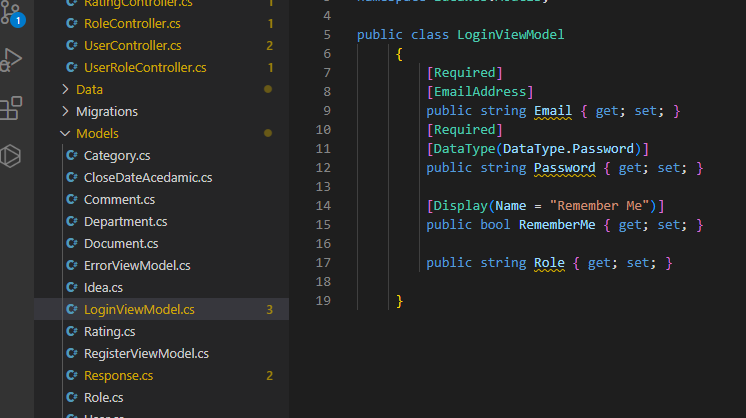 RatingController.cs 1
RoleController.cs 1
UserController.cs 2
UserRoleController.cs 1
Data
Migrations
Models
C# Category.cs
C# CloseDateAcedamic.cs
C# Comment.cs
C# Department.cs
C# Document.cs
C# ErrorViewModel.cs
C# Idea.cs
C# LoginViewModel.cs 3
C# Rating.cs
C# RegisterViewModel.cs
C# Response.cs 2
C# Role.cs
1
4
5 public class LoginViewModel
6 {
7 [Required]
8 [EmailAddress]
9 public string Email { get; set; }
10 [Required]
11 [DataType(DataType.Password)]
12 public string Password { get; set; }
13
14 [Display(Name = "Remember Me")]
15 public bool RememberMe { get; set; }
16
17 public string Role { get; set; }
18
19 }